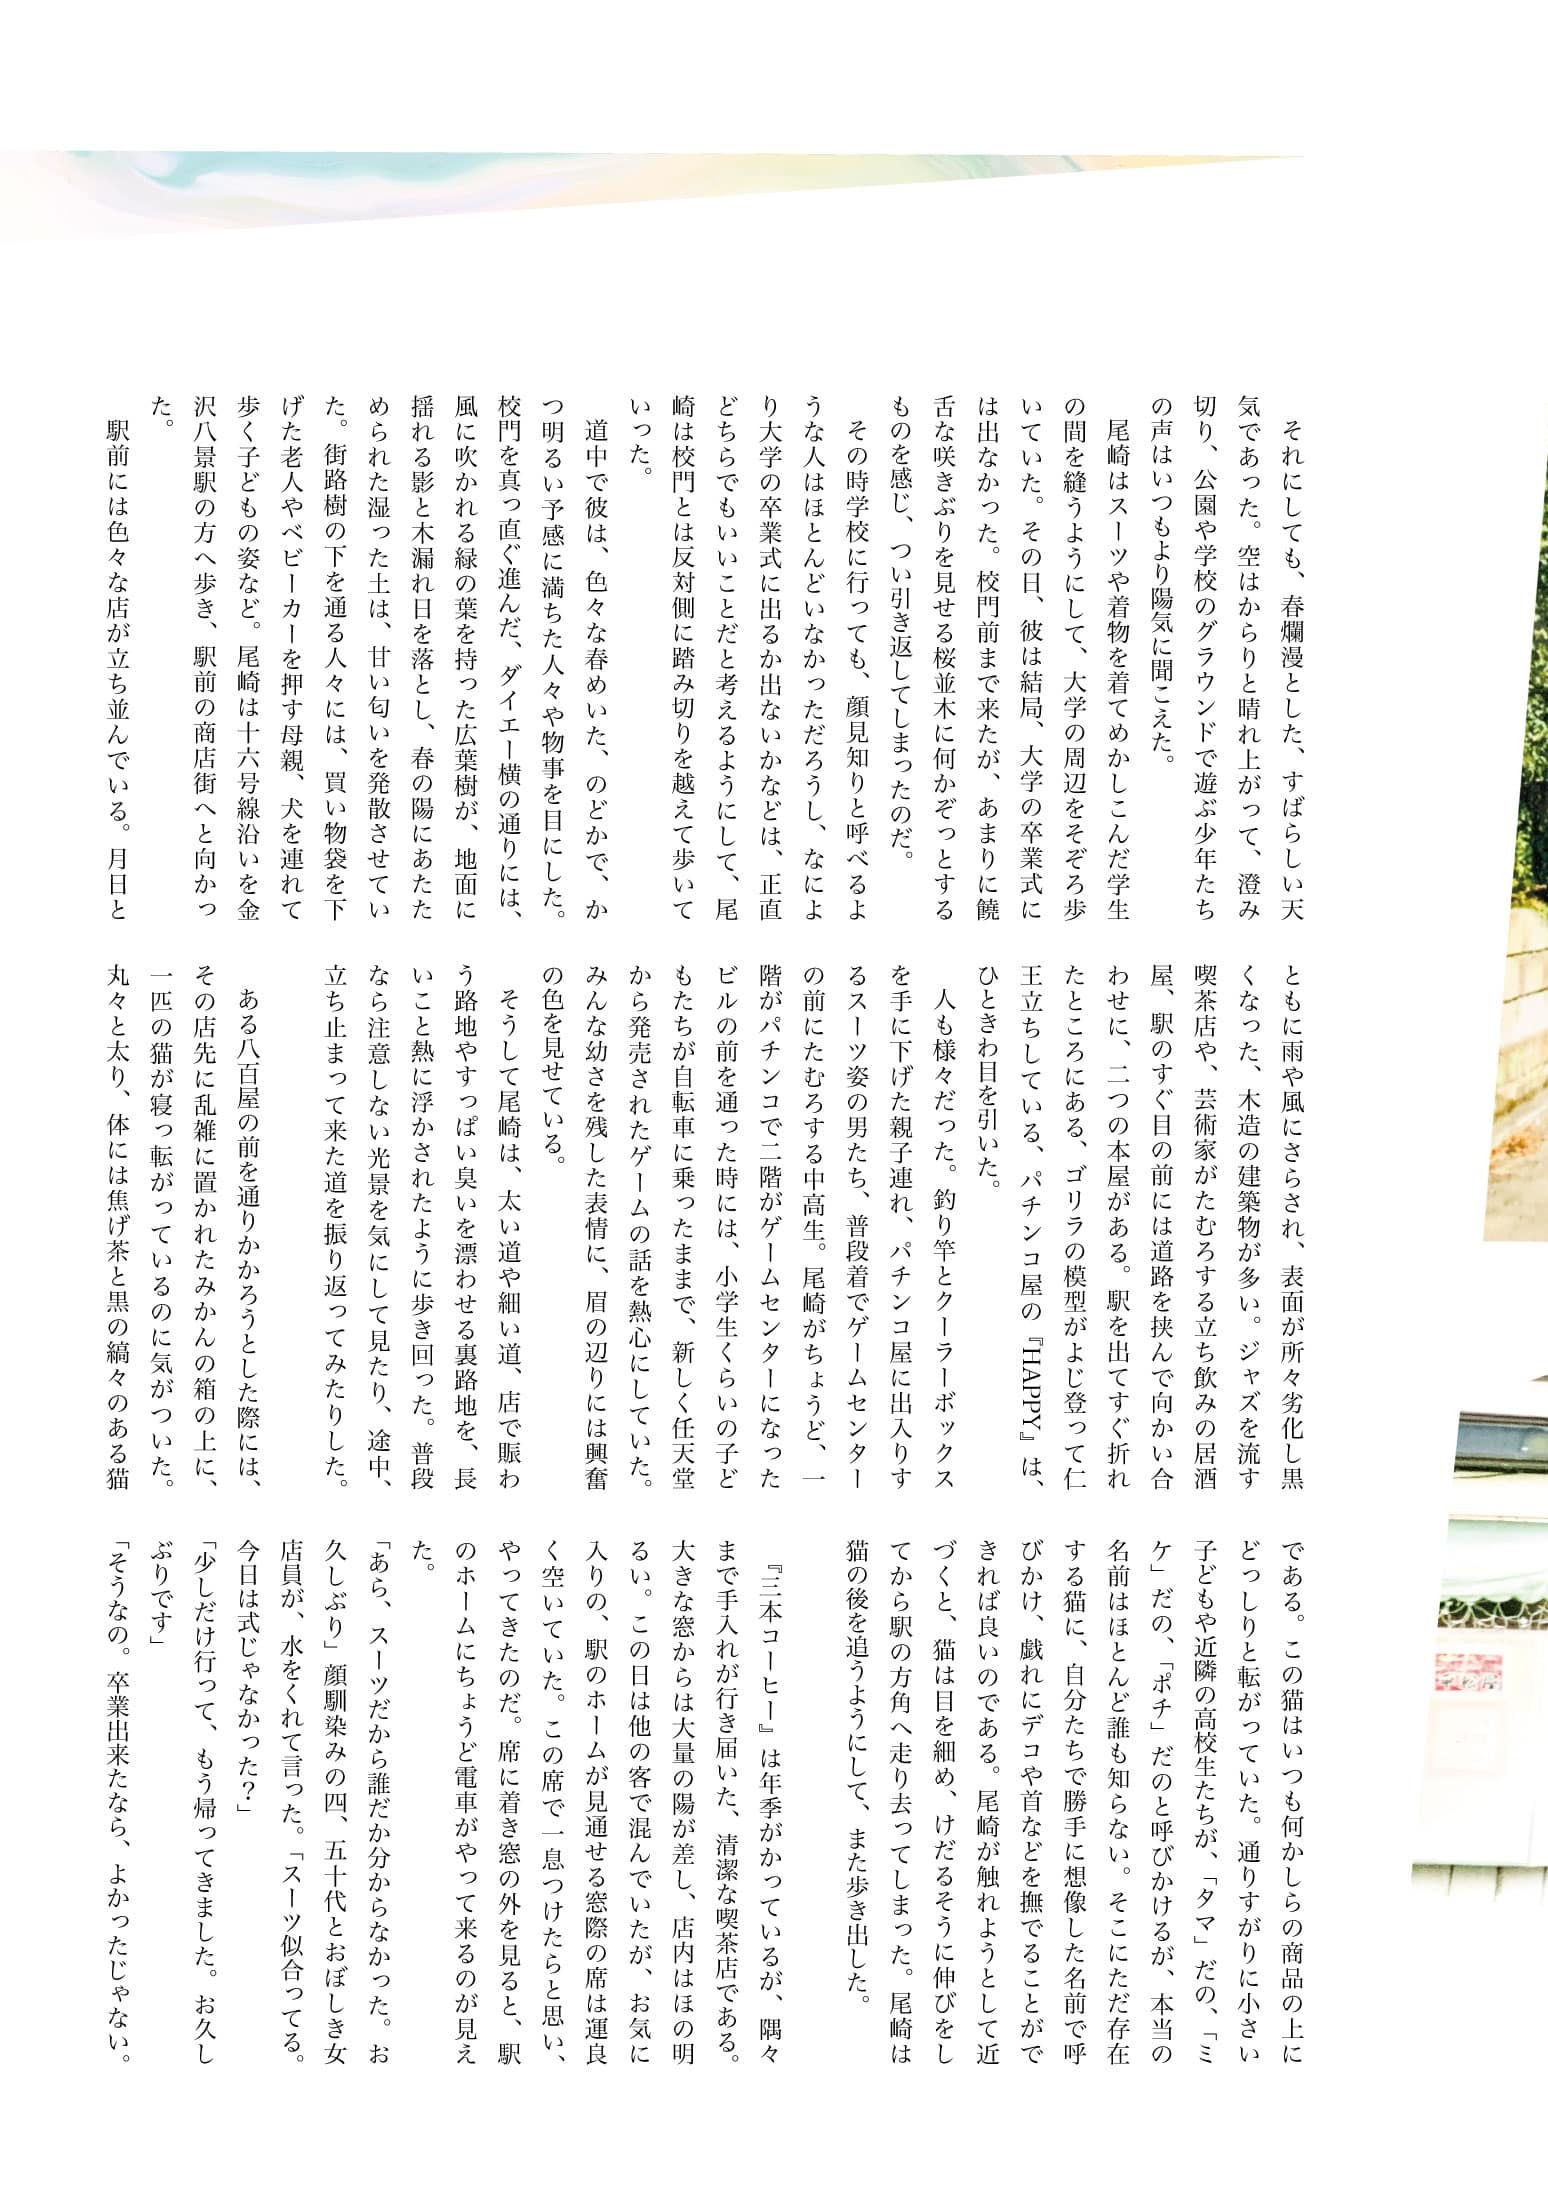 それにしても、春爛漫とした、すばらしい天
気であった。空はからりと晴れ上がって、澄み
切り、公園や学校のグラウンドで遊ぶ少年たち
の声はいつもより陽気に聞こえた。
尾崎はスーツや着物を着てめかしこんだ学生
の間を縫うようにして、大学の周辺をそぞろ歩
いていた。その日、彼は結局、大学の卒業式に
は出なかった。校門前まで来たが、あまりに饒
舌な咲きぶりを見せる桜並木に何かぞっとする
ものを感じ、つい引き返してしまったのだ。
その時学校に行っても、顔見知りと呼べるよ
うな人はほとんどいなかっただろうし、なによ
り大学の卒業式に出るか出ないかなどは、正直
どちらでもいいことだと考えるようにして、尾
崎は校門とは反対側に踏み切りを越えて歩いて
いった。
道中で彼は、色々な春めいた、のどかで、か
つ明るい予感に満ちた人々や物事を目にした。
校門を真っ直ぐ進んだ、ダイエー横の通りには、
風に吹かれる緑の葉を持った広葉樹が、地面に
揺れる影と木漏れ日を落とし、春の陽にあたた
められた湿った土は、甘い匂いを発散させてい
た。街路樹の下を通る人々には、買い物袋を下
げた老人やベビーカーを押す母親、犬を連れて
歩く子どもの姿など。尾崎は十六号線沿いを金
沢八景駅の方へ歩き、駅前の商店街へと向かっ
た。
駅前には色々な店が立ち並んでいる。月日と
ともに雨や風にさらされ、表面が所々劣化し黒
くなった、木造の建築物が多い。ジャズを流す
喫茶店や、芸術家がたむろする立ち飲みの居酒
屋、駅のすぐ目の前には道路を挟んで向かい合
わせに、二つの本屋がある。駅を出てすぐ折れ
たところにある、ゴリラの模型がよじ登って仁
王立ちしている、パチンコ屋の『HAPPY』は、
ひときわ目を引いた。
人も様々だった。釣り竿とクーラーボックス
を手に下げた親子連れ、パチンコ屋に出入りす
るスーツ姿の男たち、普段着でゲームセンター
の前にたむろする中高生。尾崎がちょうど、一
階がパチンコで二階がゲームセンターになった
ビルの前を通った時には、小学生くらいの子ど
もたちが自転車に乗ったままで、新しく任天堂
から発売されたゲームの話を熱心にしていた。
みんな幼さを残した表情に、眉の辺りには興奮
の色を見せている。
そうして尾崎は、太い道や細い道、店で賑わ
う路地やすっぱい臭いを漂わせる裏路地を、長
いこと熱に浮かされたように歩き回った。普段
なら注意しない光景を気にして見たり、途中、
立ち止まって来た道を振り返ってみたりした。
ある八百屋の前を通りかかろうとした際には、
その店先に乱雑に置かれたみかんの箱の上に、
一匹の猫が寝っ転がっているのに気がついた。
丸々と太り、体には焦げ茶と黒の縞々のある猫
である。この猫はいつも何かしらの商品の上に
どっしりと転がっていた。通りすがりに小さい
子どもや近隣の高校生たちが、「タマ」だの、「ミ
ケ」だの、「ポチ」だのと呼びかけるが、本当の
名前はほとんど誰も知らない。そこにただ存在
する猫に、自分たちで勝手に想像した名前で呼
びかけ、戯れにデコや首などを撫でることがで
きれば良いのである。尾崎が触れようとして近
づくと、猫は目を細め、けだるそうに伸びをし
てから駅の方角へ走り去ってしまった。尾崎は
猫の後を追うようにして、また歩き出した。
『三本コーヒー』は年季がかっているが、隅々
まで手入れが行き届いた、清潔な喫茶店である。
大きな窓からは大量の陽が差し、店内はほの明
るい。この日は他の客で混んでいたが、お気に
入りの、駅のホームが見通せる窓際の席は運良
く空いていた。この席で一息つけたらと思い、
やってきたのだ。席に着き窓の外を見ると、駅
のホームにちょうど電車がやって来るのが見え
た。
「あら、スーツだから誰だか分からなかった。お
久しぶり」顔馴染みの四、五十代とおぼしき女
店員が、水をくれて言った。「スーツ似合ってる。
今日は式じゃなかった？」
「少しだけ行って、もう帰ってきました。お久し
ぶりです」
「そうなの。卒業出来たなら、よかったじゃない。